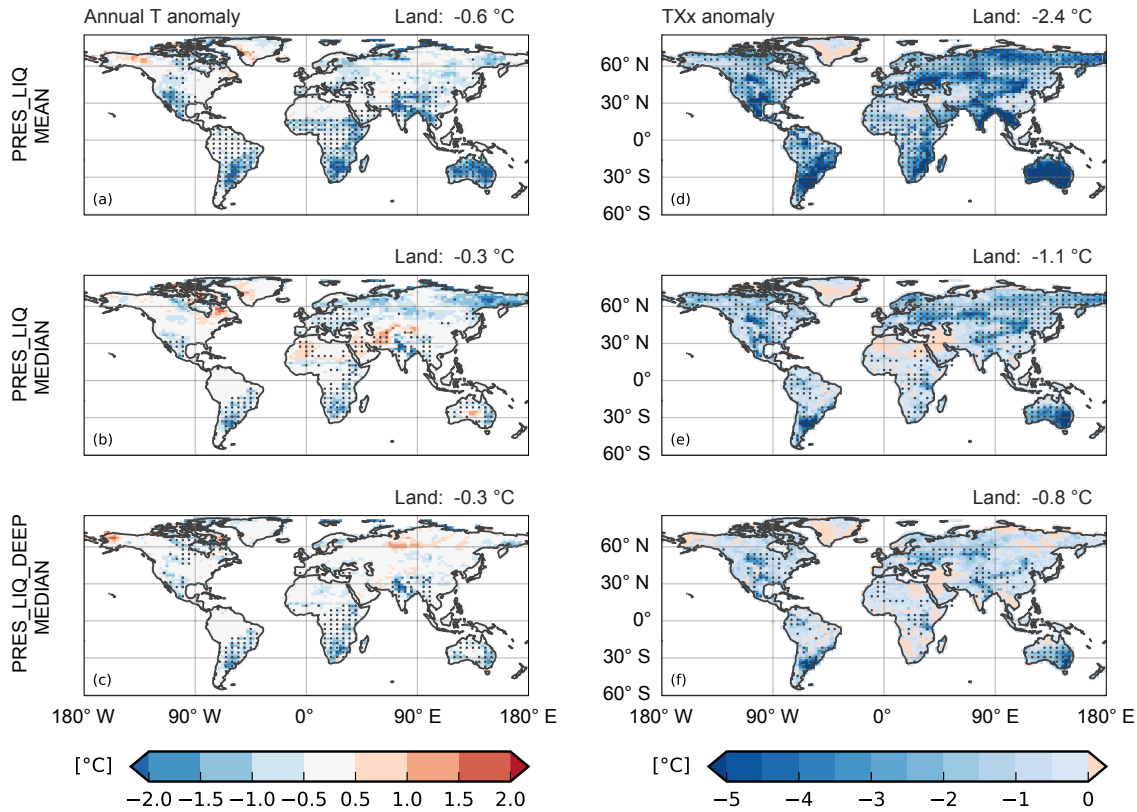 Annual T anomaly Land: -0.6 °C
TXx anomaly Land: -2.4 °C
PRES_LIQ
MEAN
(a)
60° N
30° N
0°
30° S
60° S
(d)
Land: -0.3 °C
Land: -1.1 °C
PRES_LIQ
MEDIAN
(b)
60° N
30° N
0°
30° S
60° S
(e)
Land: -0.3 °C
Land: -0.8 °C
PRES_LIQ_DEEP
MEDIAN
(c)
60° N
30° N
0°
30° S
60° S
(f)
180° W 90° W 0° 90° E 180° E
180° W 90° W 0° 90° E 180° E
[°C]
−2.0 −1.5 −1.0 −0.5 0.5 1.0 1.5 2.0
[°C]
−5 −4 −3 −2 −1 0